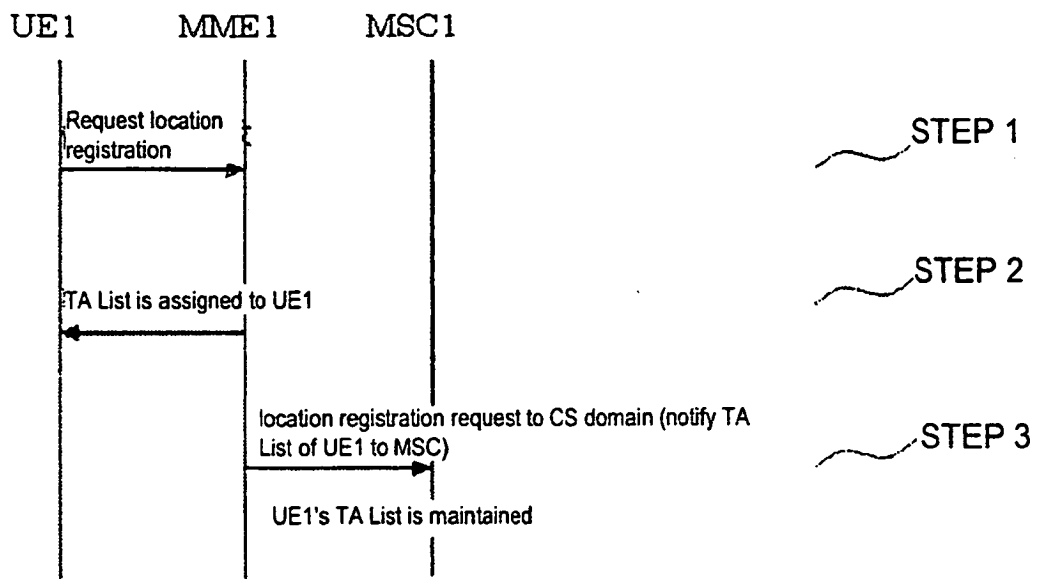 UE1 MME1 MSC1
Request location
registration
STEP 1
STEP 2
TA List is assigned to UE1
location registration request to CS domain (notify TA
List of UE1 to MSC)
STEP 3
UE1's TA List is maintained